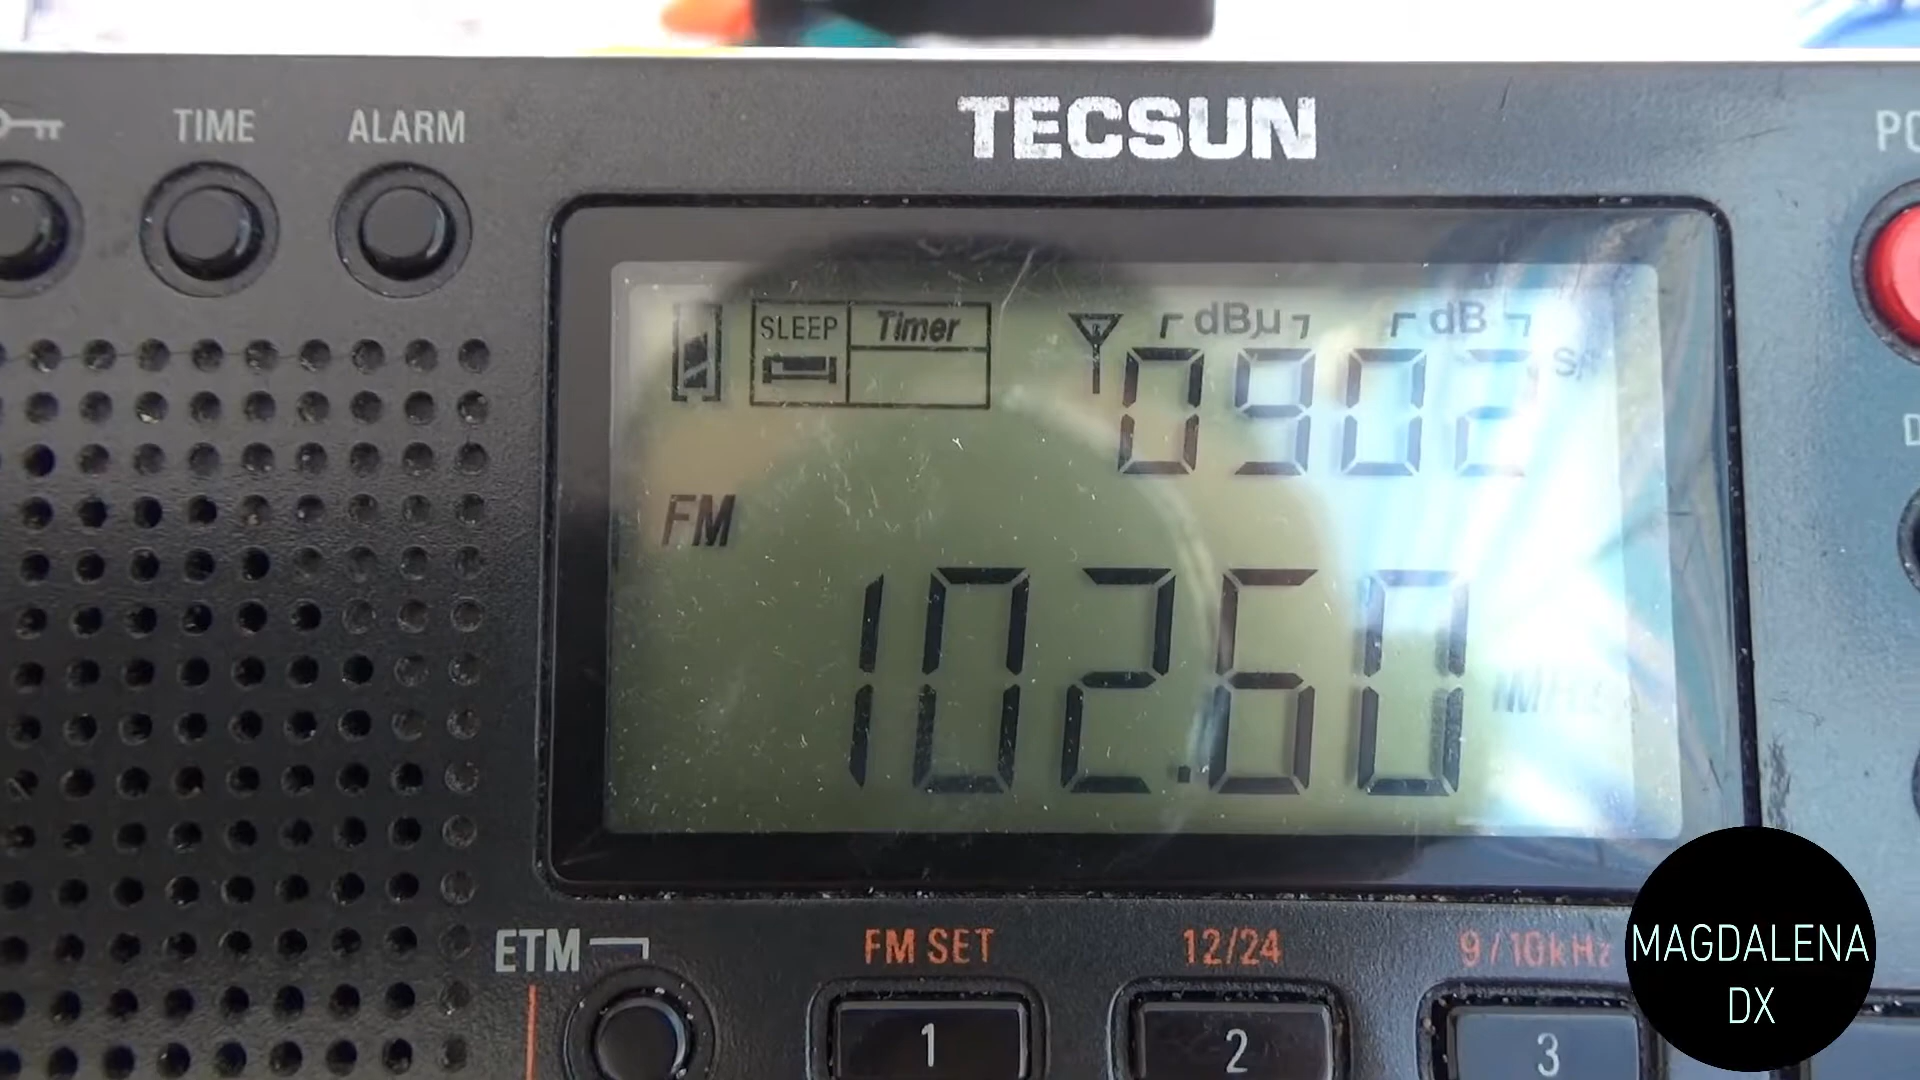 TIME
ALARM
TECSUN
SLEEP
Timer
dBµ
dB
0902
FM
102.60
MHz
ETM
FM SET
12/24
9/10kHz
1
2
3
MAGDALENA
DX